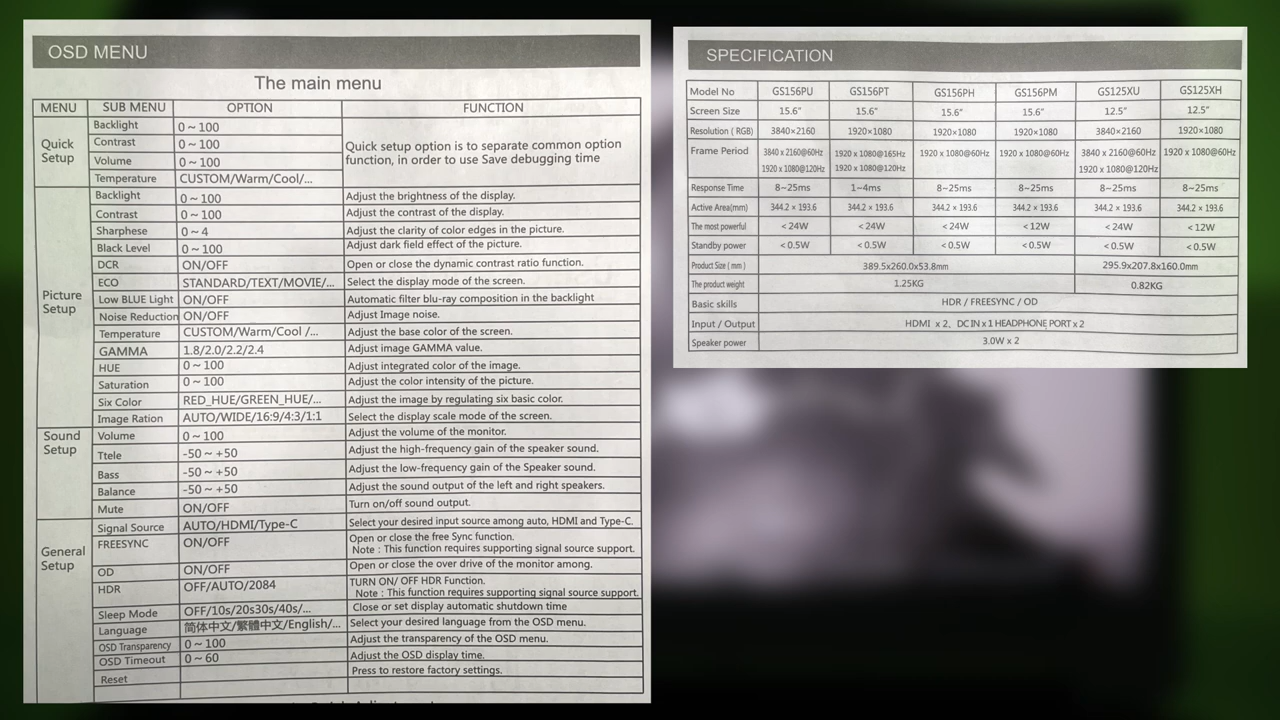 OSD MENU
The main menu
MENU SUB MENU OPTION FUNCTION
Quick Setup
Backlight 0 ~ 100
Contrast 0 ~ 100
Volume 0 ~ 100
Temperature CUSTOM/Warm/Cool/...
Quick setup option is to separate common option
function, in order to use Save debugging time
Picture Setup
Backlight 0 ~ 100 Adjust the brightness of the display.
Contrast 0 ~ 100 Adjust the contrast of the display.
Sharphese 0 ~ 4 Adjust the clarity of color edges in the picture.
Black Level 0 ~ 100 Adjust dark field effect of the picture.
DCR ON/OFF Open or close the dynamic contrast ratio function.
ECO STANDARD/TEXT/MOVIE/... Select the display mode of the screen.
Low BLUE Light ON/OFF Automatic filter blu-ray composition in the backlight
Noise Reduction ON/OFF Adjust Image noise.
Temperature CUSTOM/Warm/Cool /... Adjust the base color of the screen.
GAMMA 1.8/2.0/2.2/2.4 Adjust image GAMMA value.
HUE 0 ~ 100 Adjust integrated color of the image.
Saturation 0 ~ 100 Adjust the color intensity of the picture.
Six Color RED_HUE/GREEN_HUE/... Adjust the image by regulating six basic color.
Image Ration AUTO/WIDE/16:9/4:3/1:1 Select the display scale mode of the screen.
Sound Setup
Volume 0 ~ 100 Adjust the volume of the monitor.
Ttele -50 ~ +50 Adjust the high-frequency gain of the speaker sound.
Bass -50 ~ +50 Adjust the low-frequency gain of the Speaker sound.
Balance -50 ~ +50 Adjust the sound output of the left and right speakers.
Mute ON/OFF Turn on/off sound output.
General Setup
Signal Source AUTO/HDMI/Type-C Select your desired input source among auto, HDMI and Type-C.
FREESYNC ON/OFF Open or close the free Sync function.
Note : This function requires supporting signal source support.
OD ON/OFF Open or close the over drive of the monitor among.
HDR OFF/AUTO/2084 TURN ON/ OFF HDR Function.
Note : This function requires supporting signal source support.
Sleep Mode OFF/10s/20s30s/40s/... Close or set display automatic shutdown time
Language 简体中文/繁體中文/English/... Select your desired language from the OSD menu.
OSD Transparency 0 ~ 100 Adjust the transparency of the OSD menu.
OSD Timeout 0 ~ 60 Adjust the OSD display time.
Reset Press to restore factory settings.
SPECIFICATION
Model No GS156PU GS156PT GS156PH GS156PM GS125XU GS125XH
Screen Size 15.6" 15.6" 15.6" 15.6" 12.5" 12.5"
Resolution ( RGB) 3840×2160 1920×1080 1920×1080 1920×1080 3840×2160 1920×1080
Frame Period 3840 x 2160@60Hz 1920 x 1080@165Hz 1920 x 1080@60Hz 1920 x 1080@60Hz 3840 x 2160@60Hz 1920 x 1080@60Hz
1920 x 1080@120Hz 1920 x 1080@120Hz 1920 x 1080@120Hz
Response Time 8~25ms 1~4ms 8~25ms 8~25ms 8~25ms 8~25ms
Active Area(mm) 344.2 x 193.6 344.2 x 193.6 344.2 x 193.6 344.2 x 193.6 344.2 x 193.6 344.2 x 193.6
The most powerful < 24W < 24W < 24W < 12W < 24W < 12W
Standby power < 0.5W < 0.5W < 0.5W < 0.5W < 0.5W < 0.5W
Product Size ( mm ) 389.5x260.0x53.8mm 295.9x207.8x160.0mm
The product weight 1.25KG 0.82KG
Basic skills HDR / FREESYNC / OD
Input / Output HDMI x 2、DC IN x 1 HEADPHONE PORT x 2
Speaker power 3.0W x 2